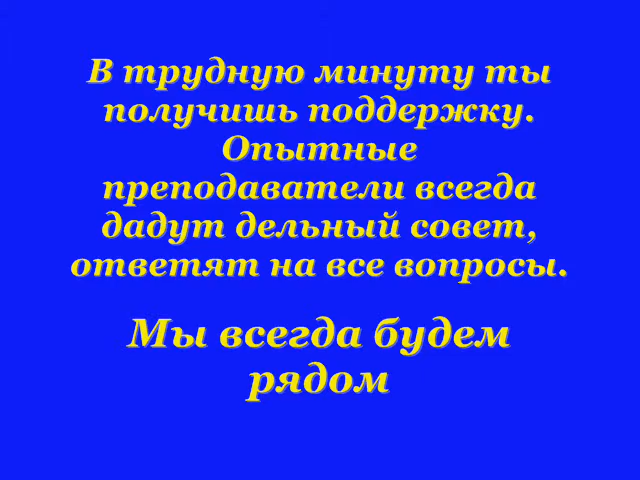 В трудную минуту ты
получишь поддержку.
Опытные
преподаватели всегда
дадут дельный совет,
ответят на все вопросы.
Мы всегда будем
рядом